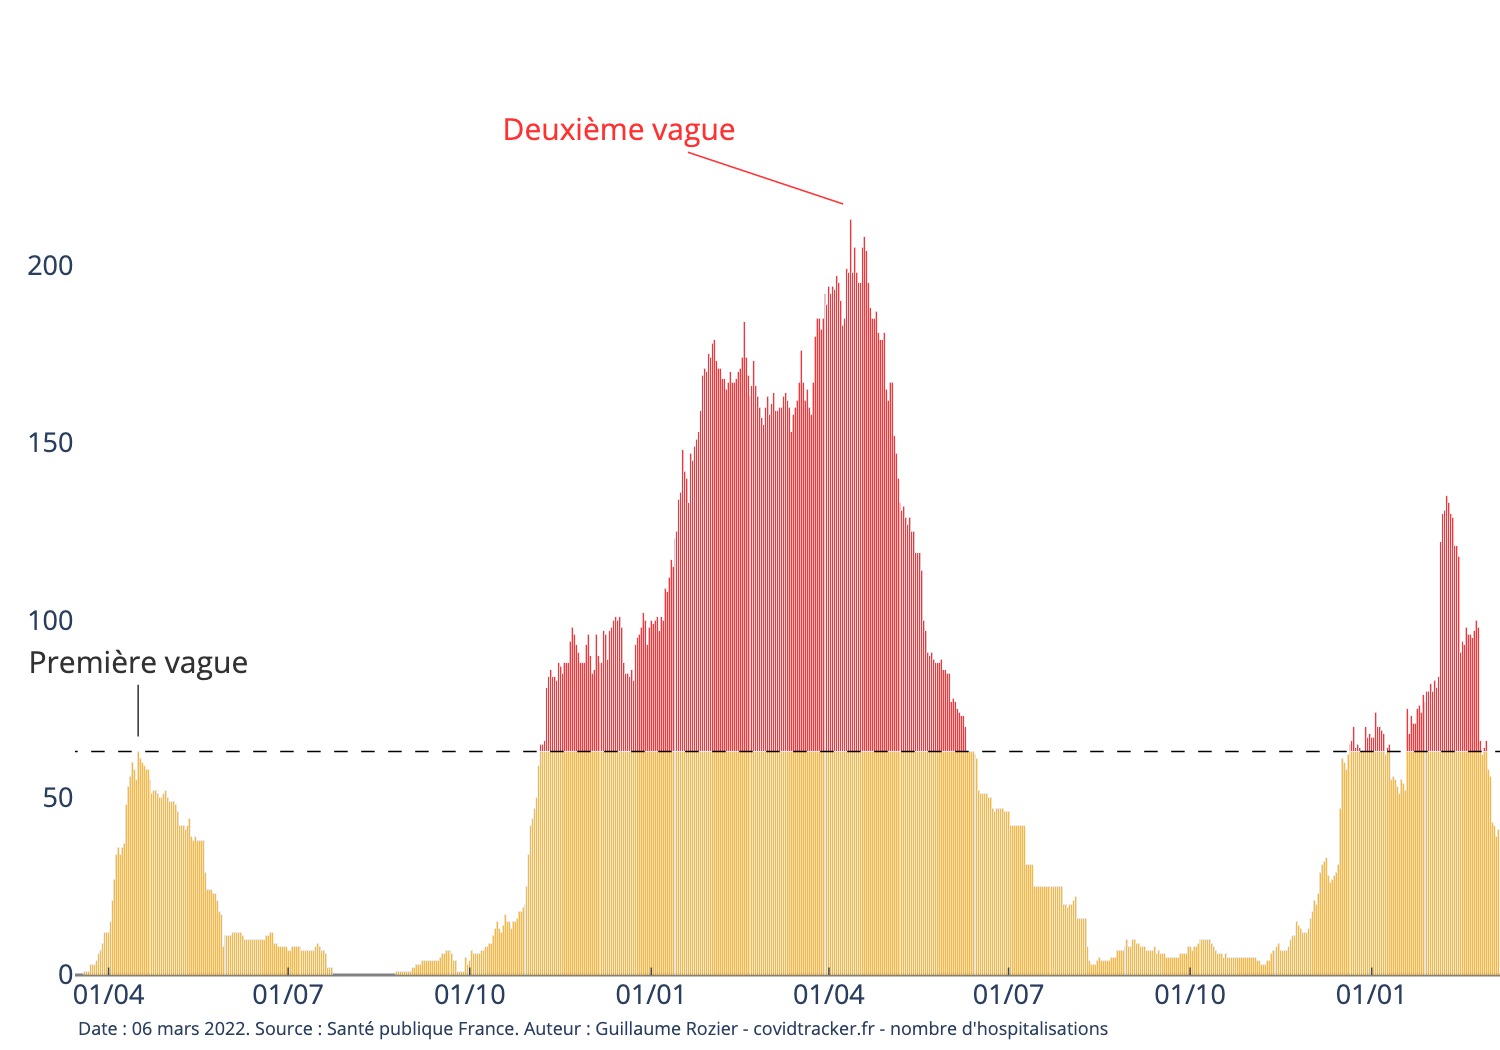 Deuxième vague
200
150
100
Première vague
50
0
01/04 01/07 01/10 01/01 01/04 01/07 01/10 01/01
Date : 06 mars 2022. Source : Santé publique France. Auteur : Guillaume Rozier - covidtracker.fr - nombre d'hospitalisations